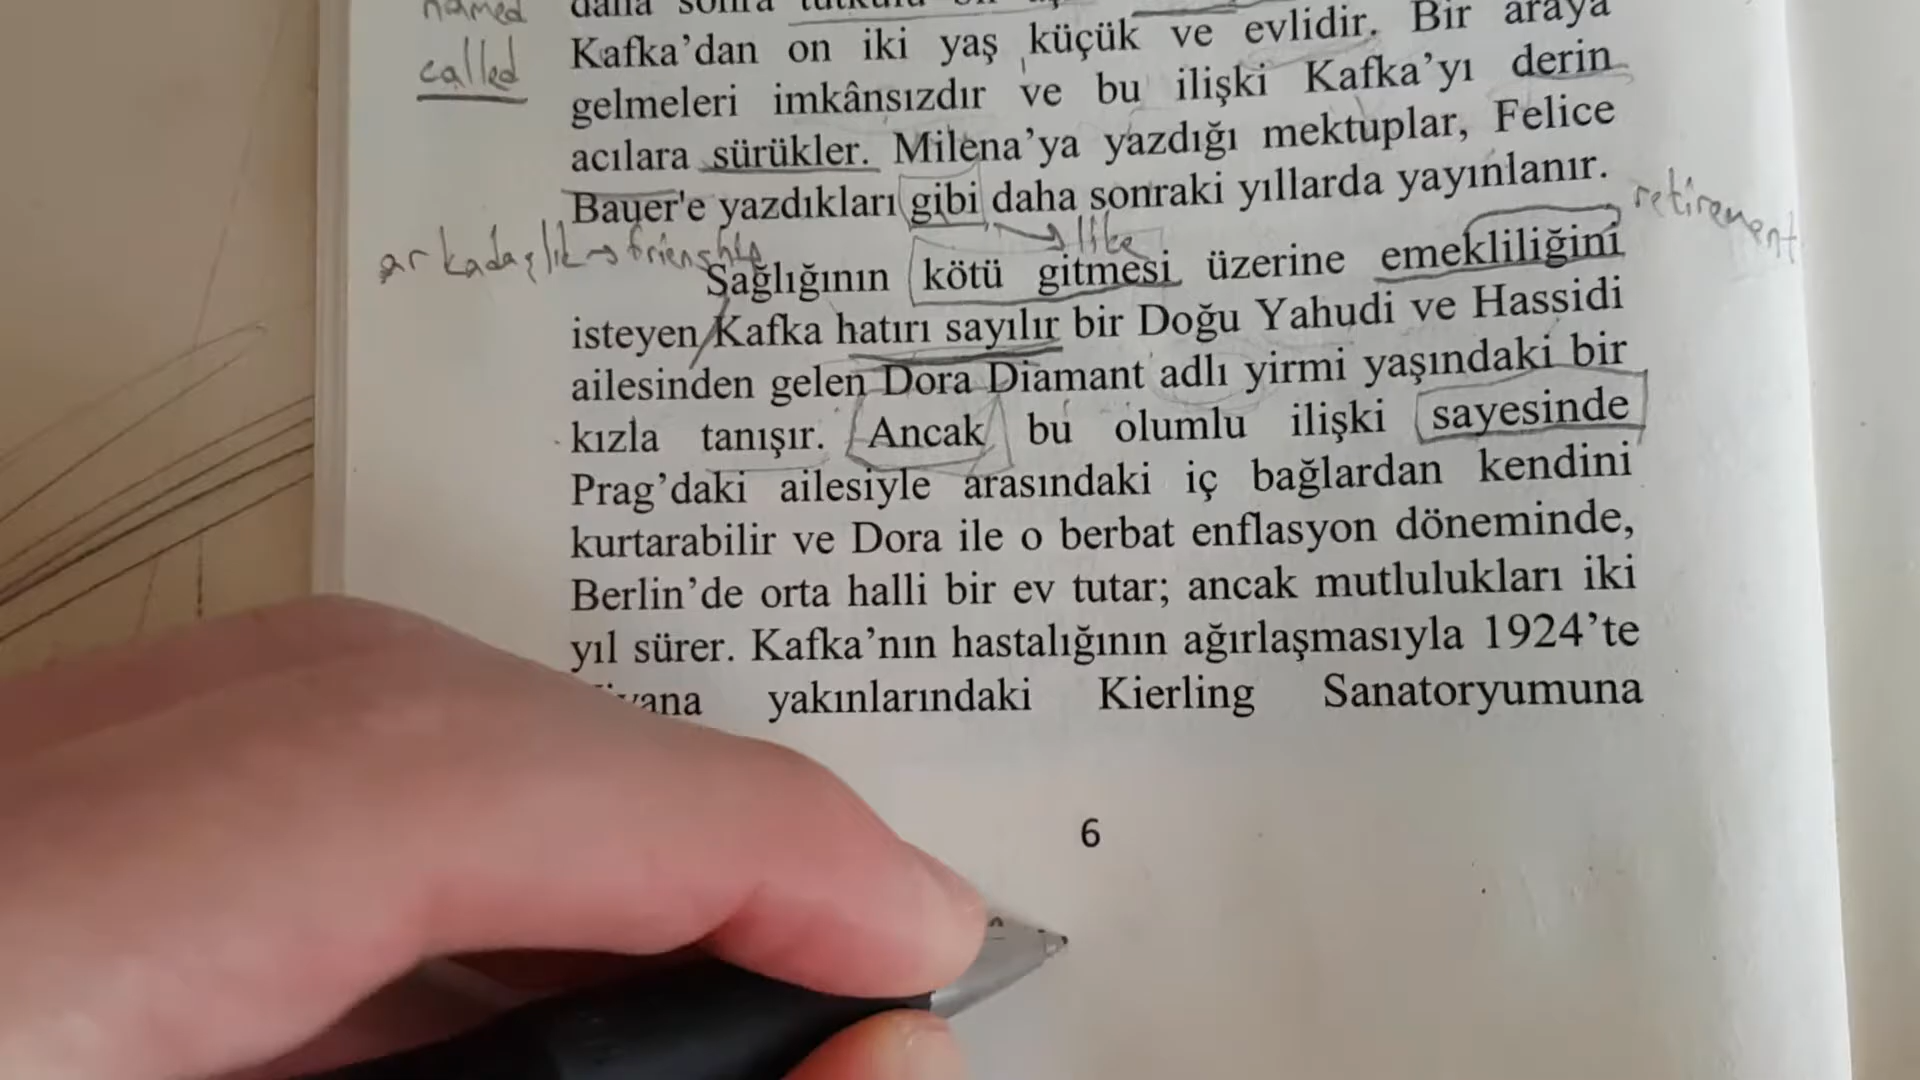 named
daha sonra tutkulu bir
called
Kafka'dan on iki yaş küçük ve evlidir. Bir araya
gelmeleri imkânsızdır ve bu ilişki Kafka'yı derin
acılara sürükler. Milena'ya yazdığı mektuplar, Felice
Bauer'e yazdıkları gibi daha sonraki yıllarda yayınlanır.
retirement
like
arkadaşlık → frienship
Sağlığının kötü gitmesi üzerine emekliliğini
isteyen Kafka hatırı sayılır bir Doğu Yahudi ve Hassidi
ailesinden gelen Dora Diamant adlı yirmi yaşındaki bir
kızla tanışır. Ancak bu olumlu ilişki sayesinde
Prag'daki ailesiyle arasındaki iç bağlardan kendini
kurtarabilir ve Dora ile o berbat enflasyon döneminde,
Berlin'de orta halli bir ev tutar; ancak mutlulukları iki
yıl sürer. Kafka'nın hastalığının ağırlaşmasıyla 1924'te
yakınlarındaki Kierling Sanatoryumuna
6